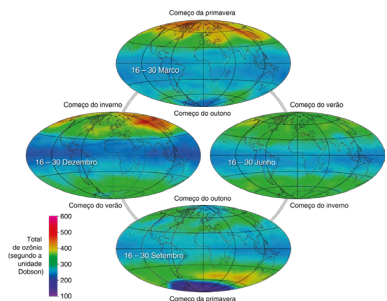 Começo da primavera
16 – 30 Março
Começo do inverno
Começo do outono
Começo do verão
16 – 30 Dezembro
16 – 30 Junho
Começo do verão
Começo do outono
Começo do inverno
Total
de ozônio
(segundo a
unidade
Dobson)
600
500
400
300
200
100
16 – 30 Setembro
Começo da primavera